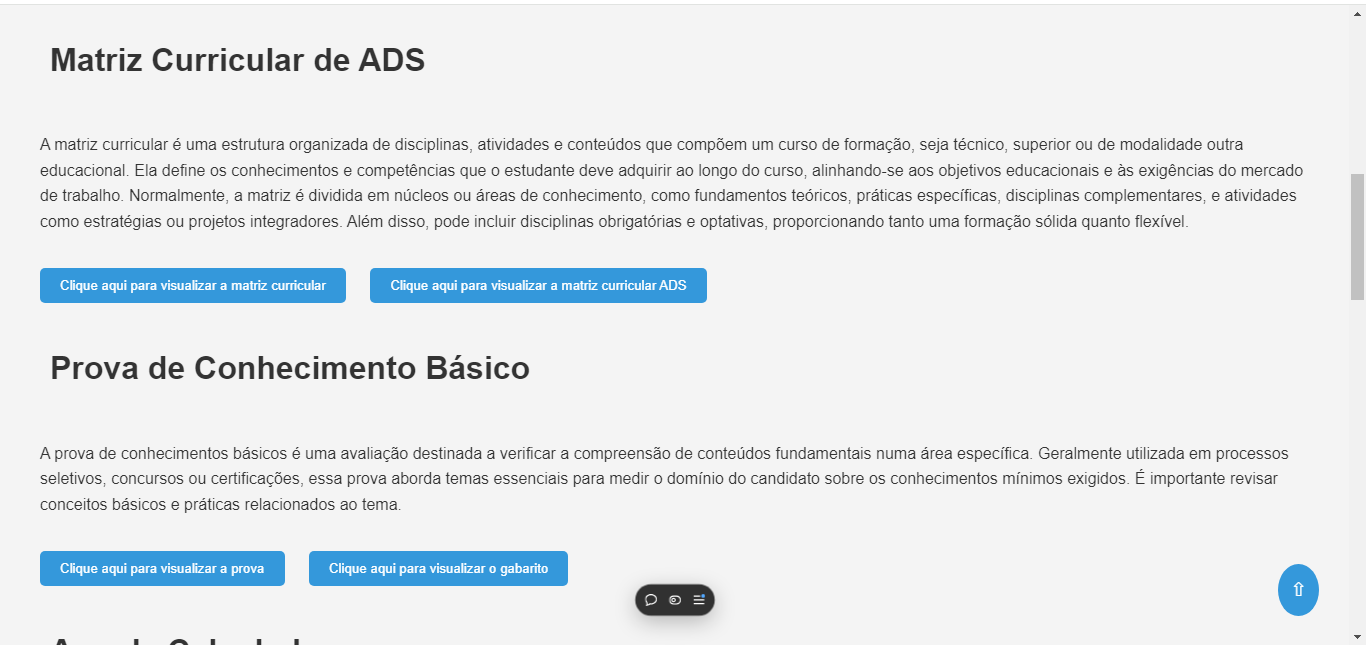 Matriz Curricular de ADS
A matriz curricular é uma estrutura organizada de disciplinas, atividades e conteúdos que compõem um curso de formação, seja técnico, superior ou de modalidade outra
educacional. Ela define os conhecimentos e competências que o estudante deve adquirir ao longo do curso, alinhando-se aos objetivos educacionais e às exigências do mercado
de trabalho. Normalmente, a matriz é dividida em núcleos ou áreas de conhecimento, como fundamentos teóricos, práticas específicas, disciplinas complementares, e atividades
como estratégias ou projetos integradores. Além disso, pode incluir disciplinas obrigatórias e optativas, proporcionando tanto uma formação sólida quanto flexível.
Clique aqui para visualizar a matriz curricular
Clique aqui para visualizar a matriz curricular ADS
Prova de Conhecimento Básico
A prova de conhecimentos básicos é uma avaliação destinada a verificar a compreensão de conteúdos fundamentais numa área específica. Geralmente utilizada em processos
seletivos, concursos ou certificações, essa prova aborda temas essenciais para medir o domínio do candidato sobre os conhecimentos mínimos exigidos. É importante revisar
conceitos básicos e práticas relacionados ao tema.
Clique aqui para visualizar a prova
Clique aqui para visualizar o gabarito